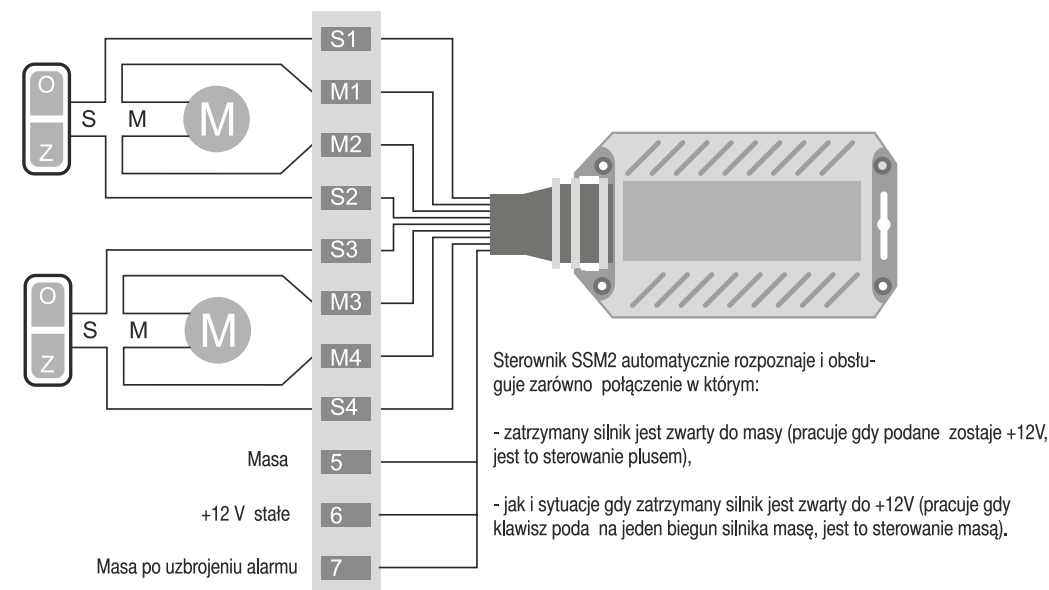 S1
O
M1
S M M
M2
Z
S2
S3
O
M3
S M M
Z
M4
S4
Sterownik SSM2 automatycznie rozpoznaje i obsłu-
guje zarówno połączenie w którym:
- zatrzymany silnik jest zwarty do masy (pracuje gdy podane zostaje +12V,
jest to sterowanie plusem),
- jak i sytuacje gdy zatrzymany silnik jest zwarty do +12V (pracuje gdy
klawisz poda na jeden biegun silnika masę, jest to sterowanie masą).
Masa 5
+12 V stałe 6
Masa po uzbrojeniu alarmu 7